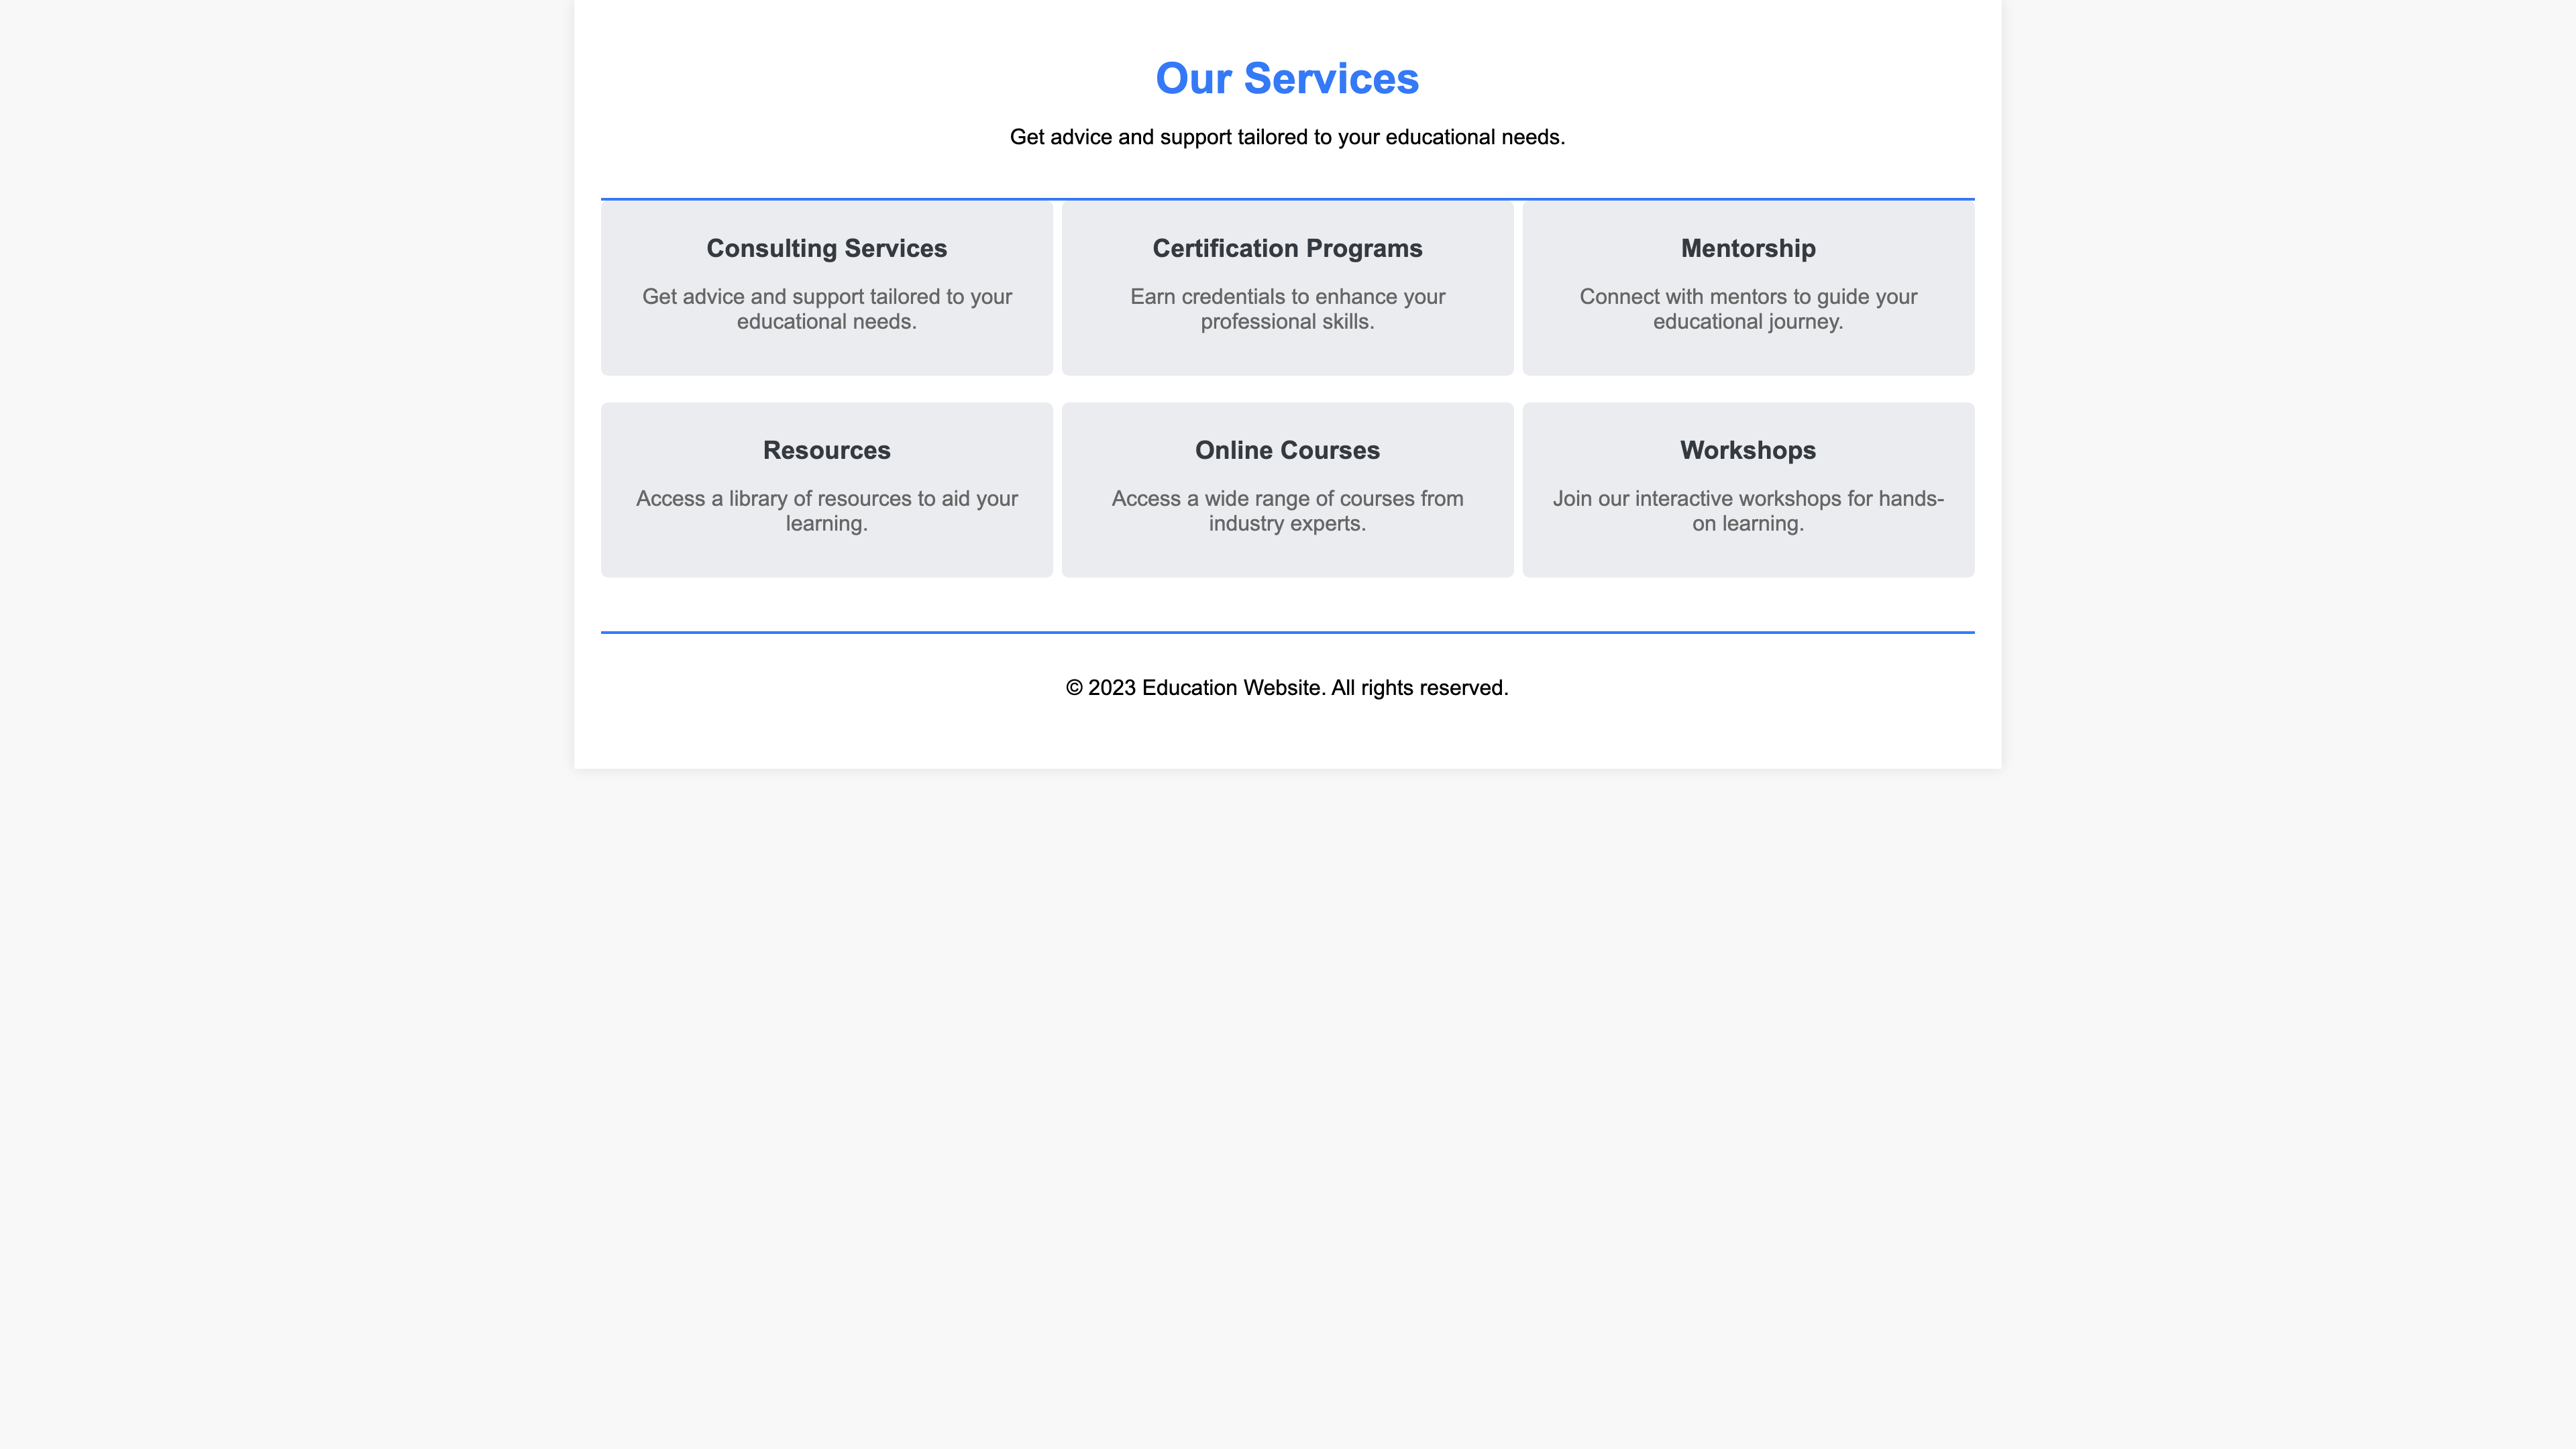 Our Services
Get advice and support tailored to your educational needs.
Consulting Services
Get advice and support tailored to your
educational needs.
Certification Programs
Earn credentials to enhance your
professional skills.
Mentorship
Connect with mentors to guide your
educational journey.
Resources
Access a library of resources to aid your
learning.
Online Courses
Access a wide range of courses from
industry experts.
Workshops
Join our interactive workshops for hands-
on learning.
© 2023 Education Website. All rights reserved.